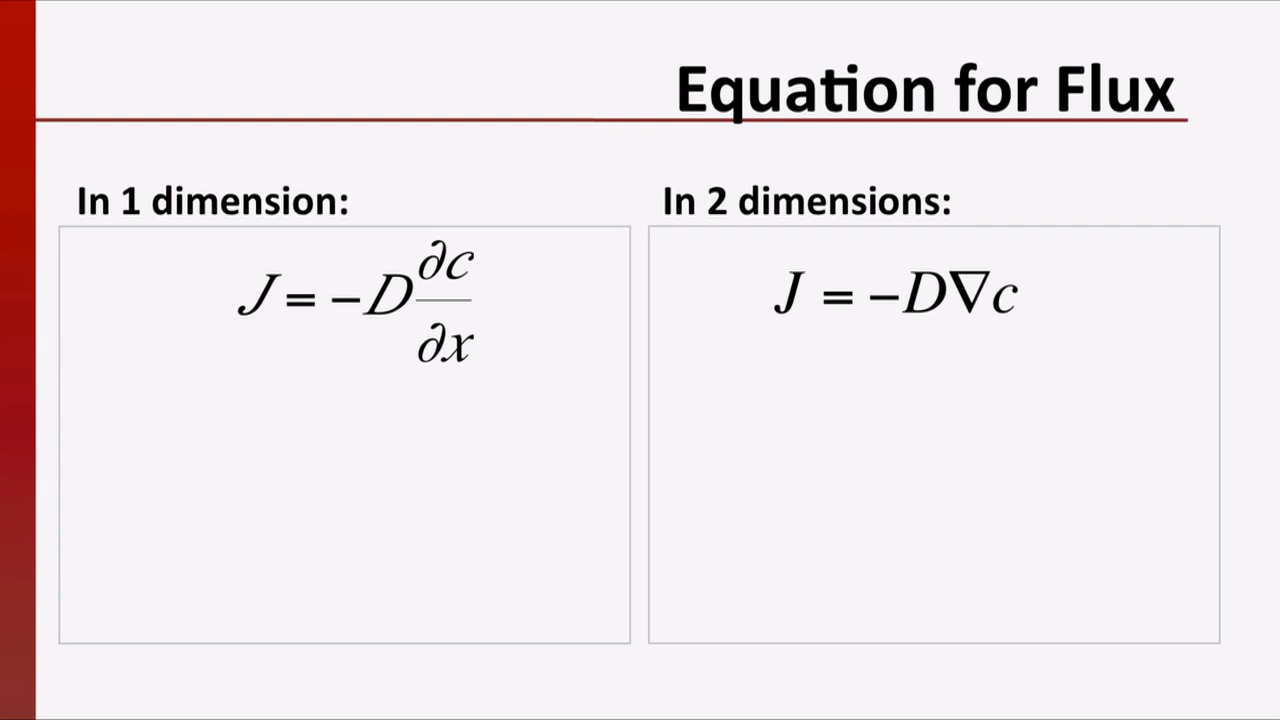 Equation for Flux
In 1 dimension:
J = −D ∂c/∂x
In 2 dimensions:
J = −D∇c